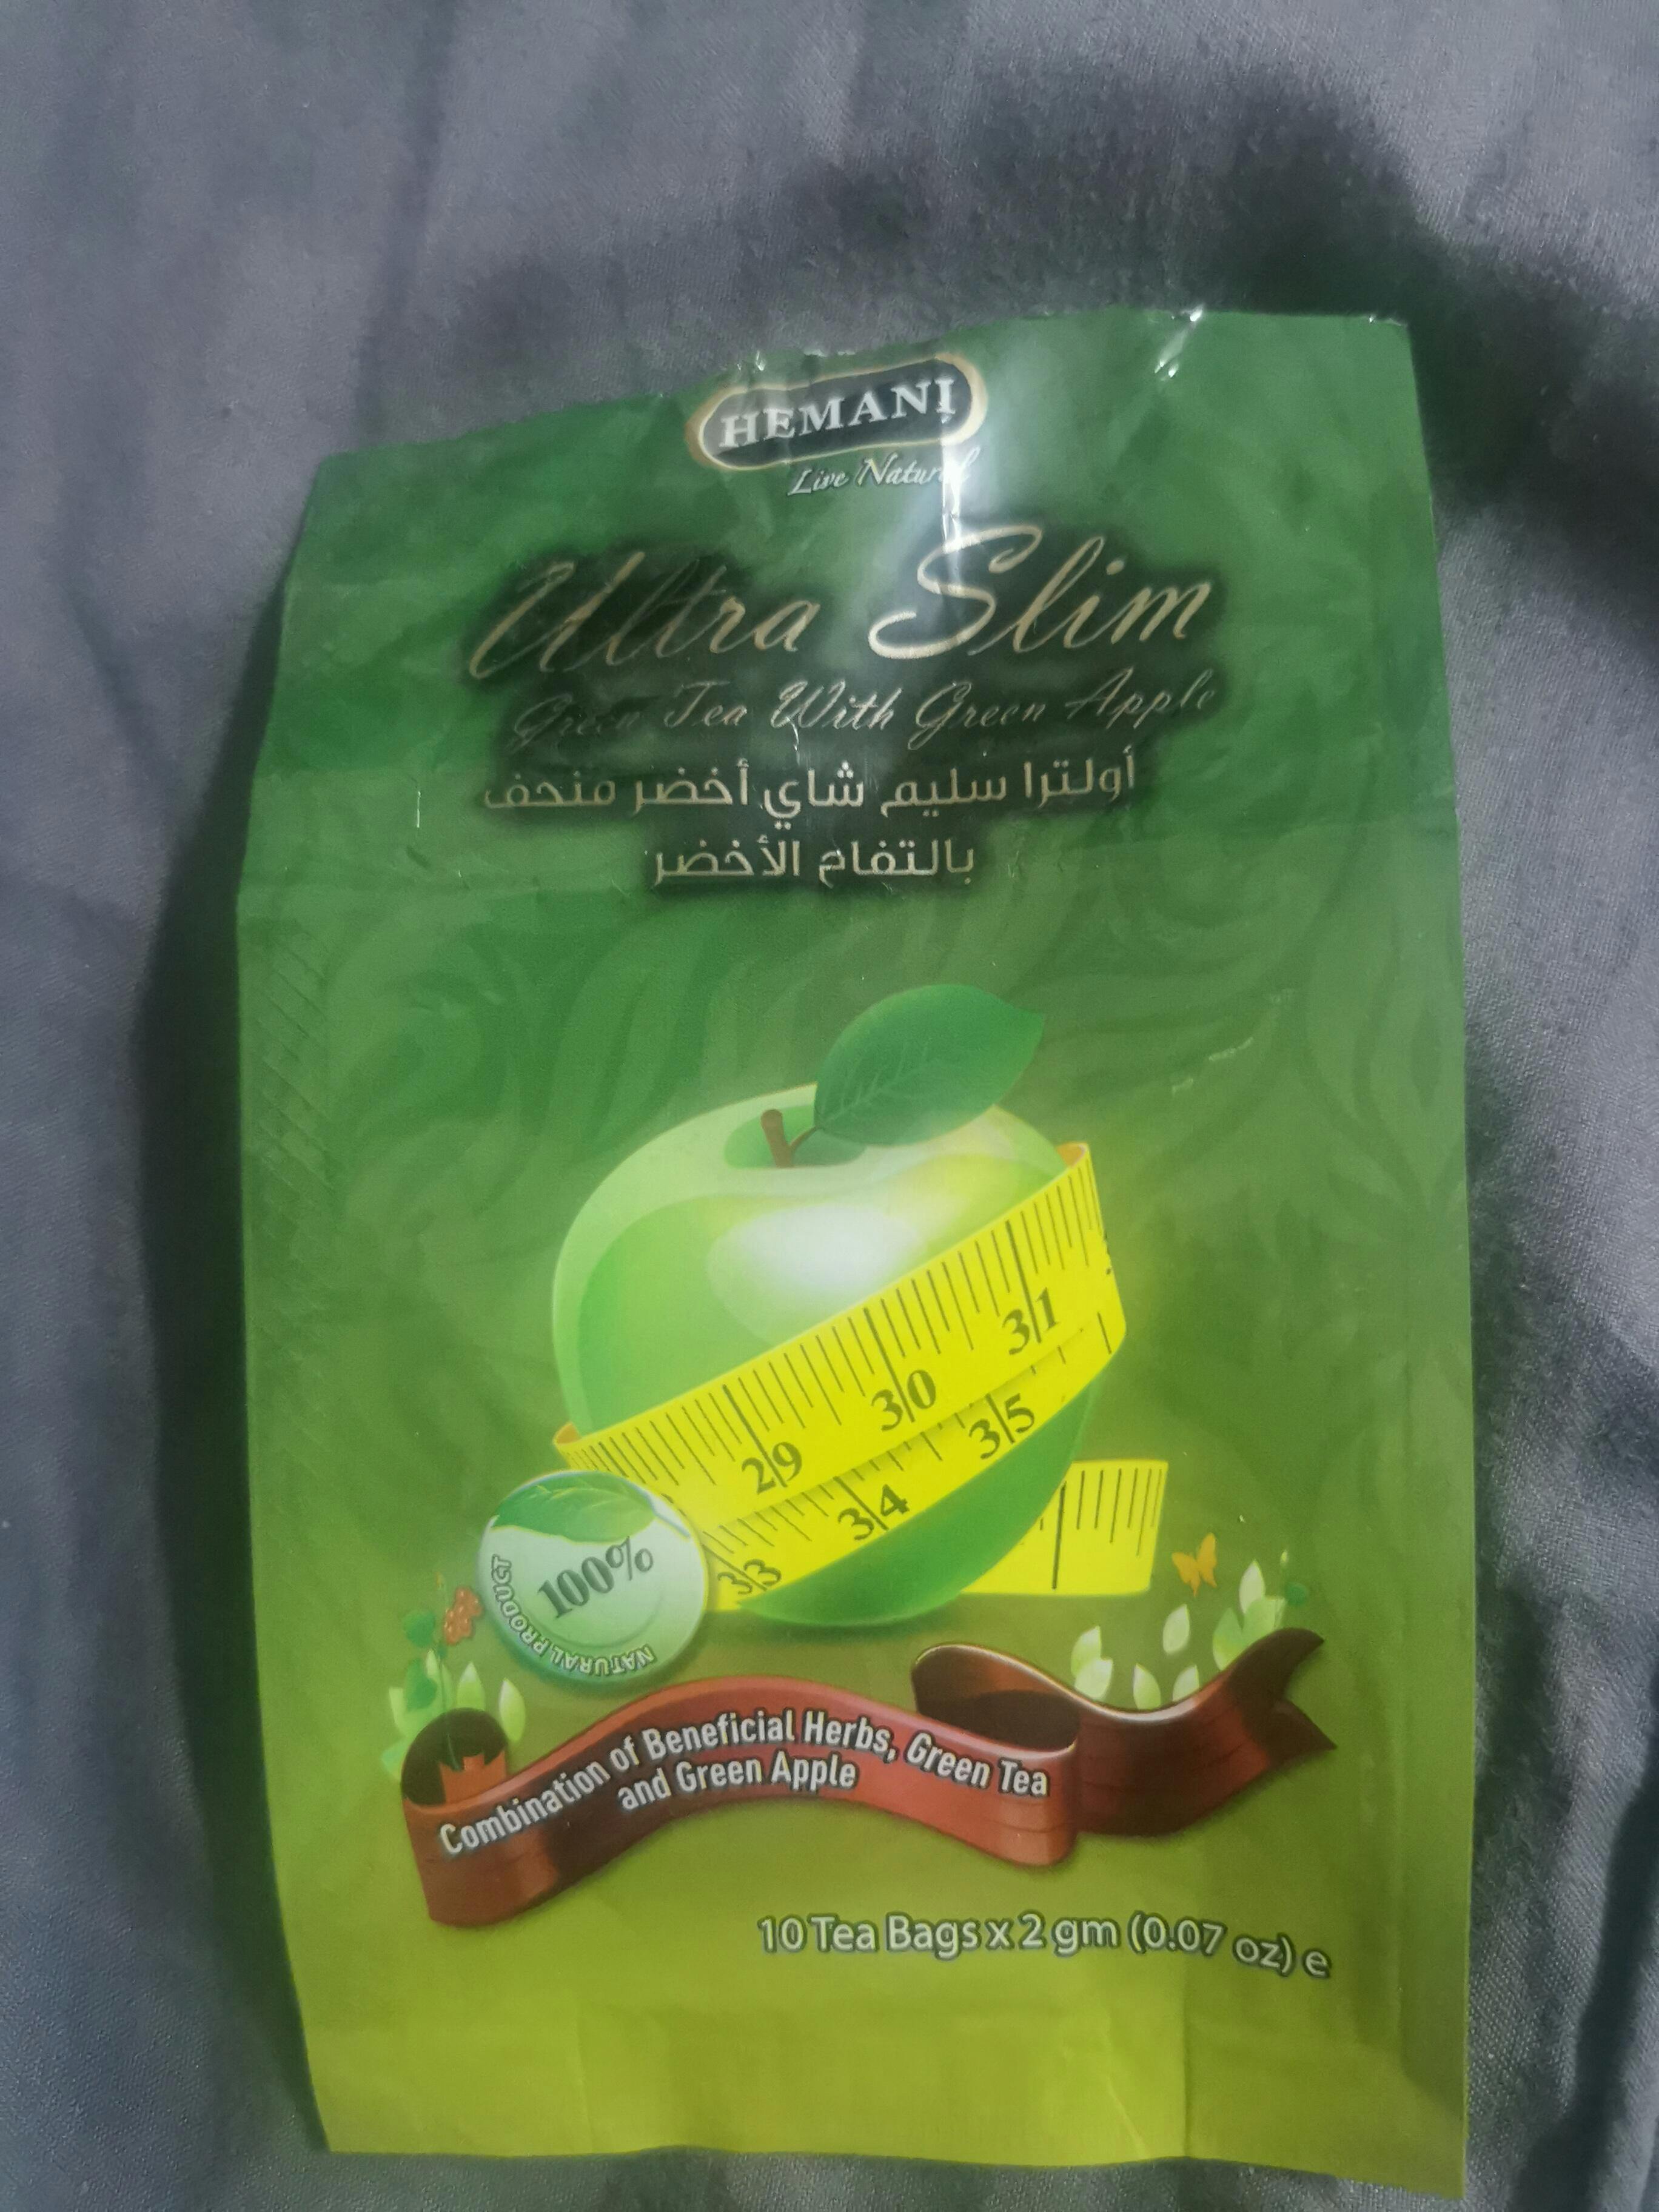 HEMANI
Live Natural
Ultra Slim
Green Tea With Green Apple
أولترا سليم شاي أخضر منحف
بالتفاح الأخضر
31
30
29
35
34
33
100%
NATURAL PRODUCT
Combination of Beneficial Herbs, Green Tea
and Green Apple
10 Tea Bags x 2 gm (0.07 oz) e